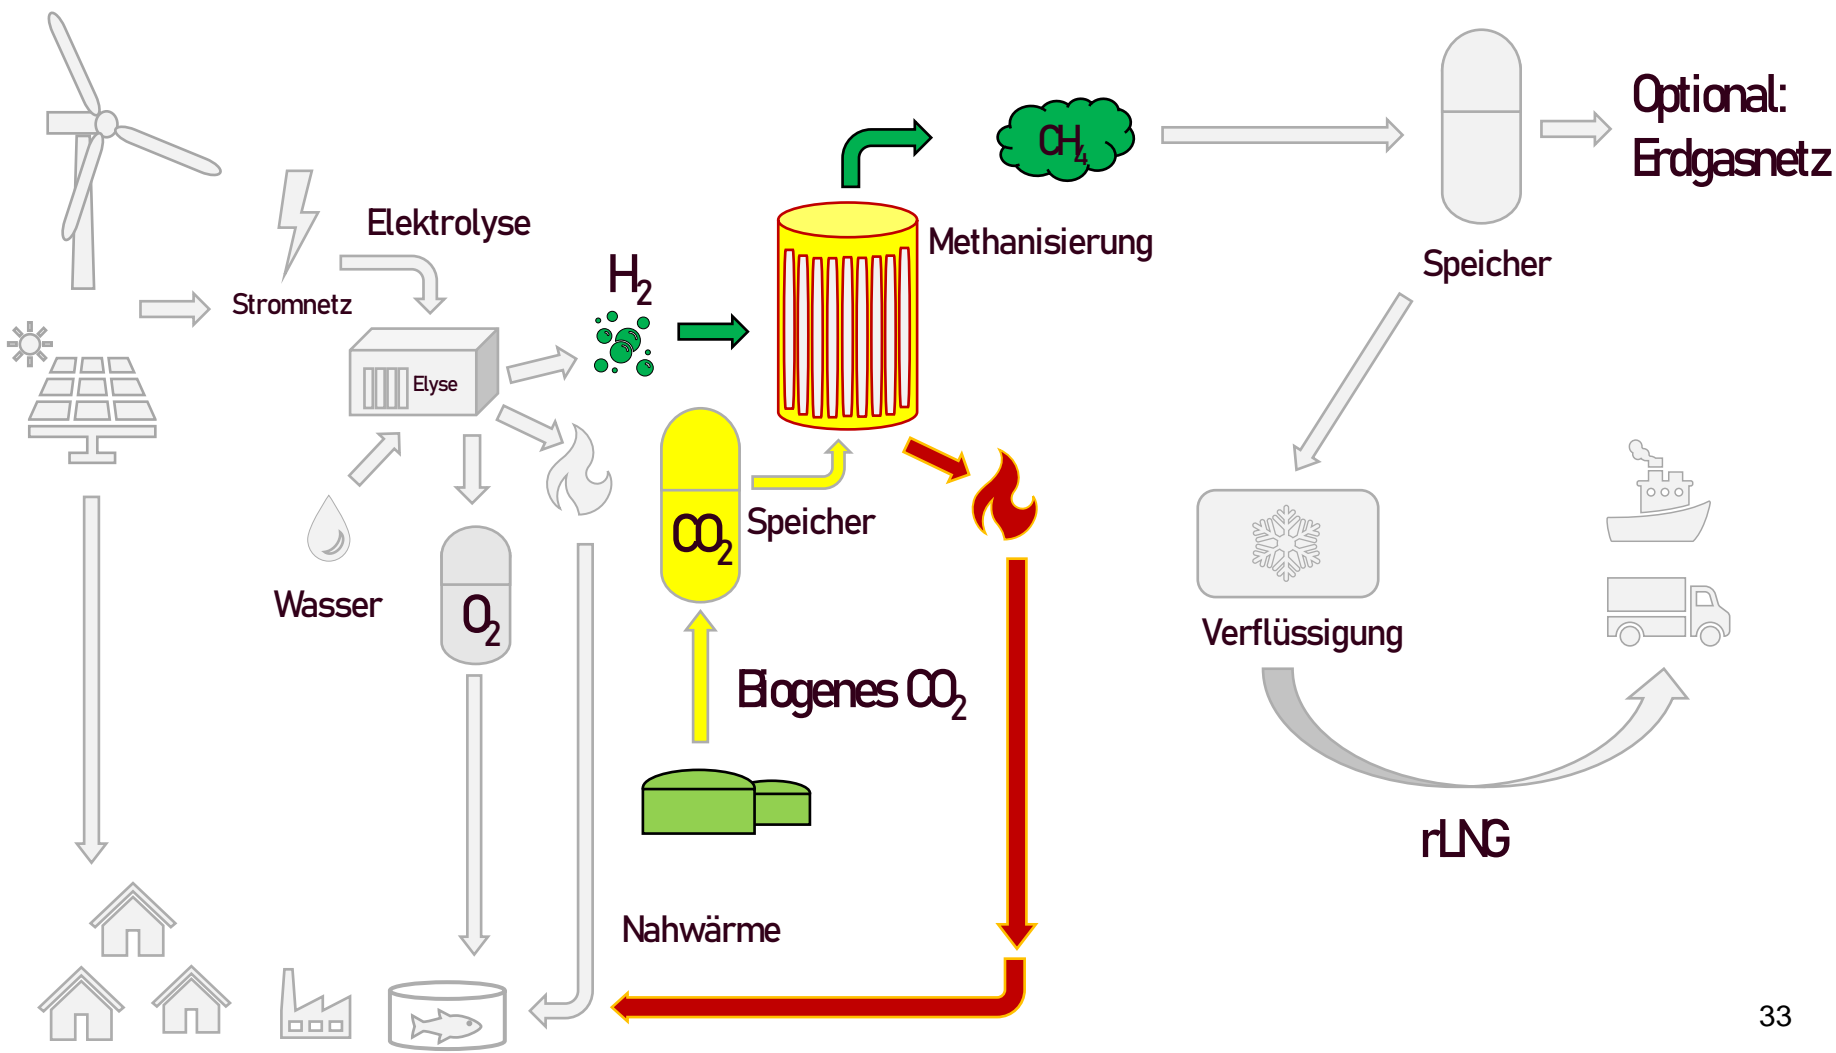 Optional:
Erdgasnetz
CH₄
Elektrolyse
Methanisierung
H₂
Speicher
Stromnetz
Elyse
CO₂
Speicher
Wasser
O₂
Verflüssigung
Biogenes CO₂
rLNG
Nahwärme
33